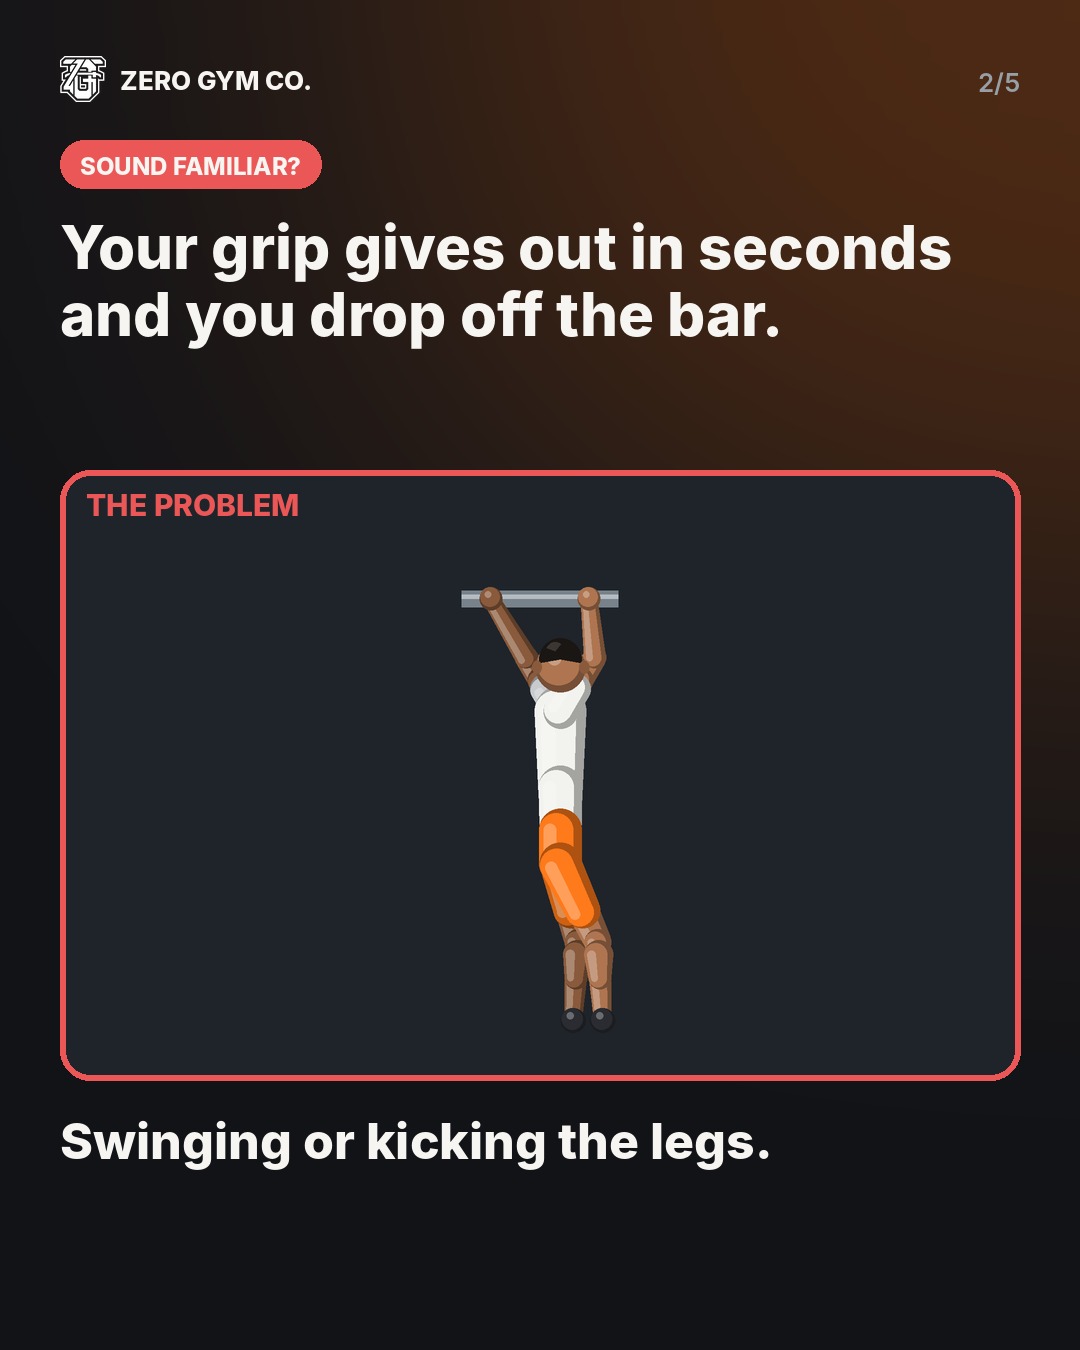 ZERO GYM CO.
2/5
SOUND FAMILIAR?
Your grip gives out in seconds
and you drop off the bar.
THE PROBLEM
Swinging or kicking the legs.